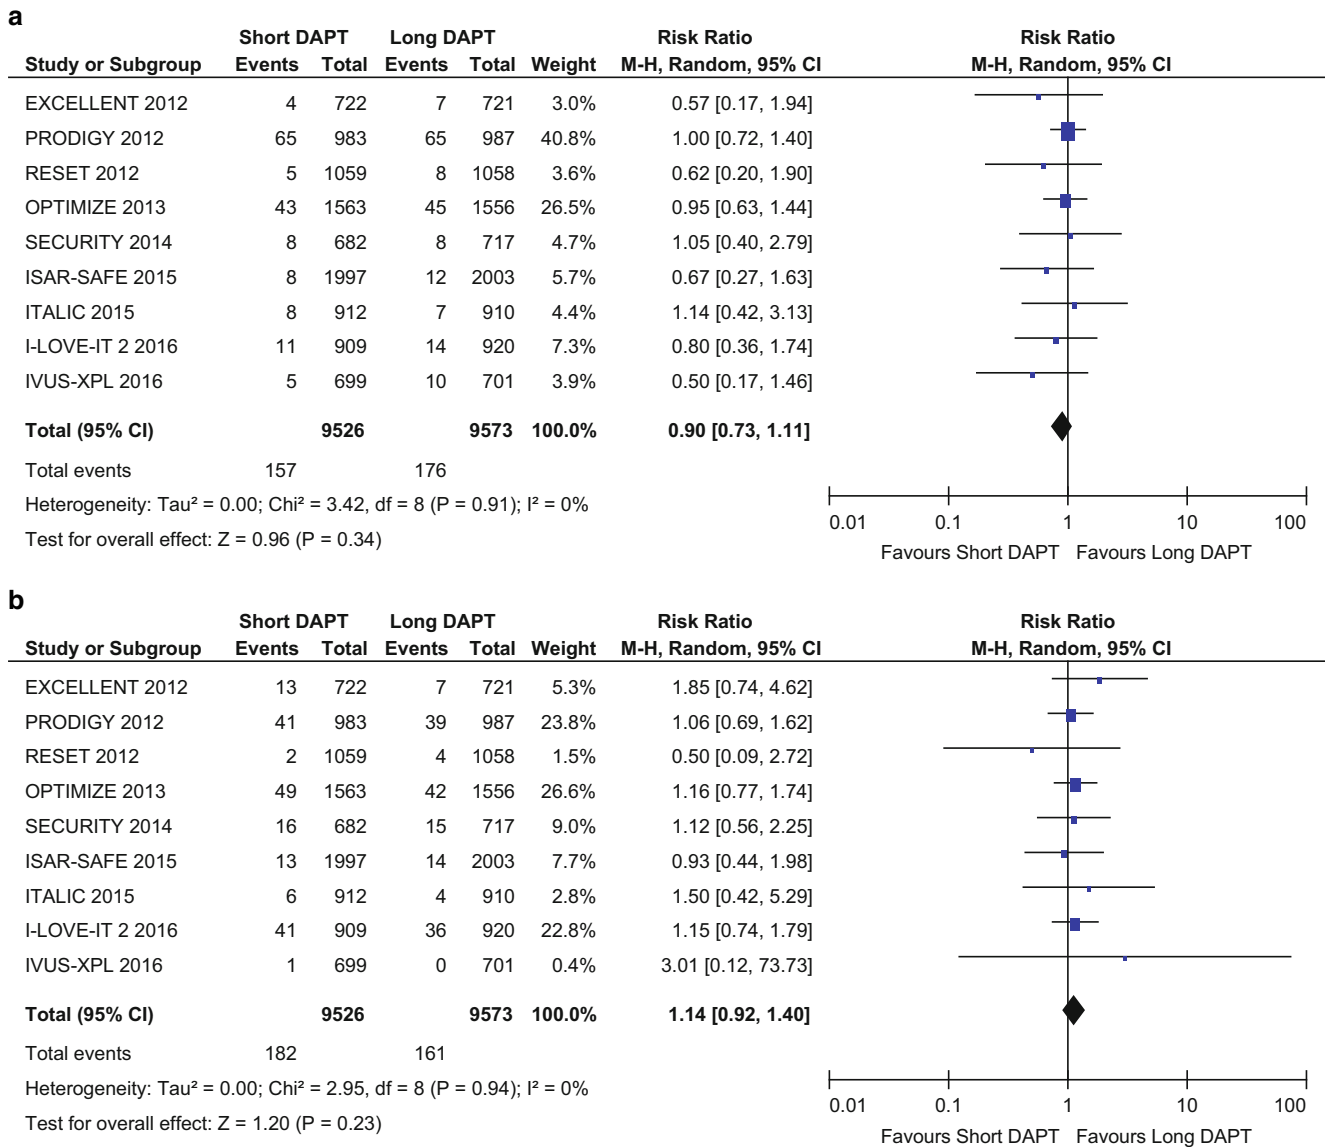 a
Short DAPT Long DAPT Risk Ratio Risk Ratio
Study or Subgroup Events Total Events Total Weight M-H, Random, 95% CI M-H, Random, 95% CI
EXCELLENT 2012 4 722 7 721 3.0% 0.57 [0.17, 1.94]
PRODIGY 2012 65 983 65 987 40.8% 1.00 [0.72, 1.40]
RESET 2012 5 1059 8 1058 3.6% 0.62 [0.20, 1.90]
OPTIMIZE 2013 43 1563 45 1556 26.5% 0.95 [0.63, 1.44]
SECURITY 2014 8 682 8 717 4.7% 1.05 [0.40, 2.79]
ISAR-SAFE 2015 8 1997 12 2003 5.7% 0.67 [0.27, 1.63]
ITALIC 2015 8 912 7 910 4.4% 1.14 [0.42, 3.13]
I-LOVE-IT 2 2016 11 909 14 920 7.3% 0.80 [0.36, 1.74]
IVUS-XPL 2016 5 699 10 701 3.9% 0.50 [0.17, 1.46]
Total (95% CI) 9526 9573 100.0% 0.90 [0.73, 1.11]
Total events 157 176
Heterogeneity: Tau² = 0.00; Chi² = 3.42, df = 8 (P = 0.91); I² = 0%
Test for overall effect: Z = 0.96 (P = 0.34)
0.01 0.1 1 10 100
Favours Short DAPT Favours Long DAPT
b
Short DAPT Long DAPT Risk Ratio Risk Ratio
Study or Subgroup Events Total Events Total Weight M-H, Random, 95% CI M-H, Random, 95% CI
EXCELLENT 2012 13 722 7 721 5.3% 1.85 [0.74, 4.62]
PRODIGY 2012 41 983 39 987 23.8% 1.06 [0.69, 1.62]
RESET 2012 2 1059 4 1058 1.5% 0.50 [0.09, 2.72]
OPTIMIZE 2013 49 1563 42 1556 26.6% 1.16 [0.77, 1.74]
SECURITY 2014 16 682 15 717 9.0% 1.12 [0.56, 2.25]
ISAR-SAFE 2015 13 1997 14 2003 7.7% 0.93 [0.44, 1.98]
ITALIC 2015 6 912 4 910 2.8% 1.50 [0.42, 5.29]
I-LOVE-IT 2 2016 41 909 36 920 22.8% 1.15 [0.74, 1.79]
IVUS-XPL 2016 1 699 0 701 0.4% 3.01 [0.12, 73.73]
Total (95% CI) 9526 9573 100.0% 1.14 [0.92, 1.40]
Total events 182 161
Heterogeneity: Tau² = 0.00; Chi² = 2.95, df = 8 (P = 0.94); I² = 0%
Test for overall effect: Z = 1.20 (P = 0.23)
0.01 0.1 1 10 100
Favours Short DAPT Favours Long DAPT